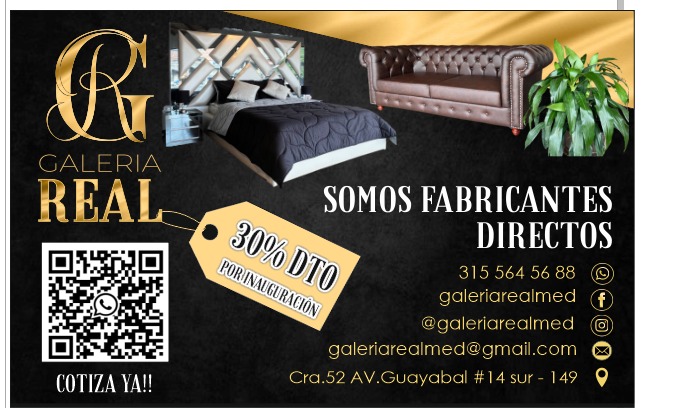 GR
GALERIA
REAL
30% DTO
POR INAUGURACIÓN
COTIZA YA!!
SOMOS FABRICANTES
DIRECTOS
315 564 56 88
galeriarealmed
@galeriarealmed
galeriarealmed@gmail.com
Cra.52 AV.Guayabal #14 sur - 149